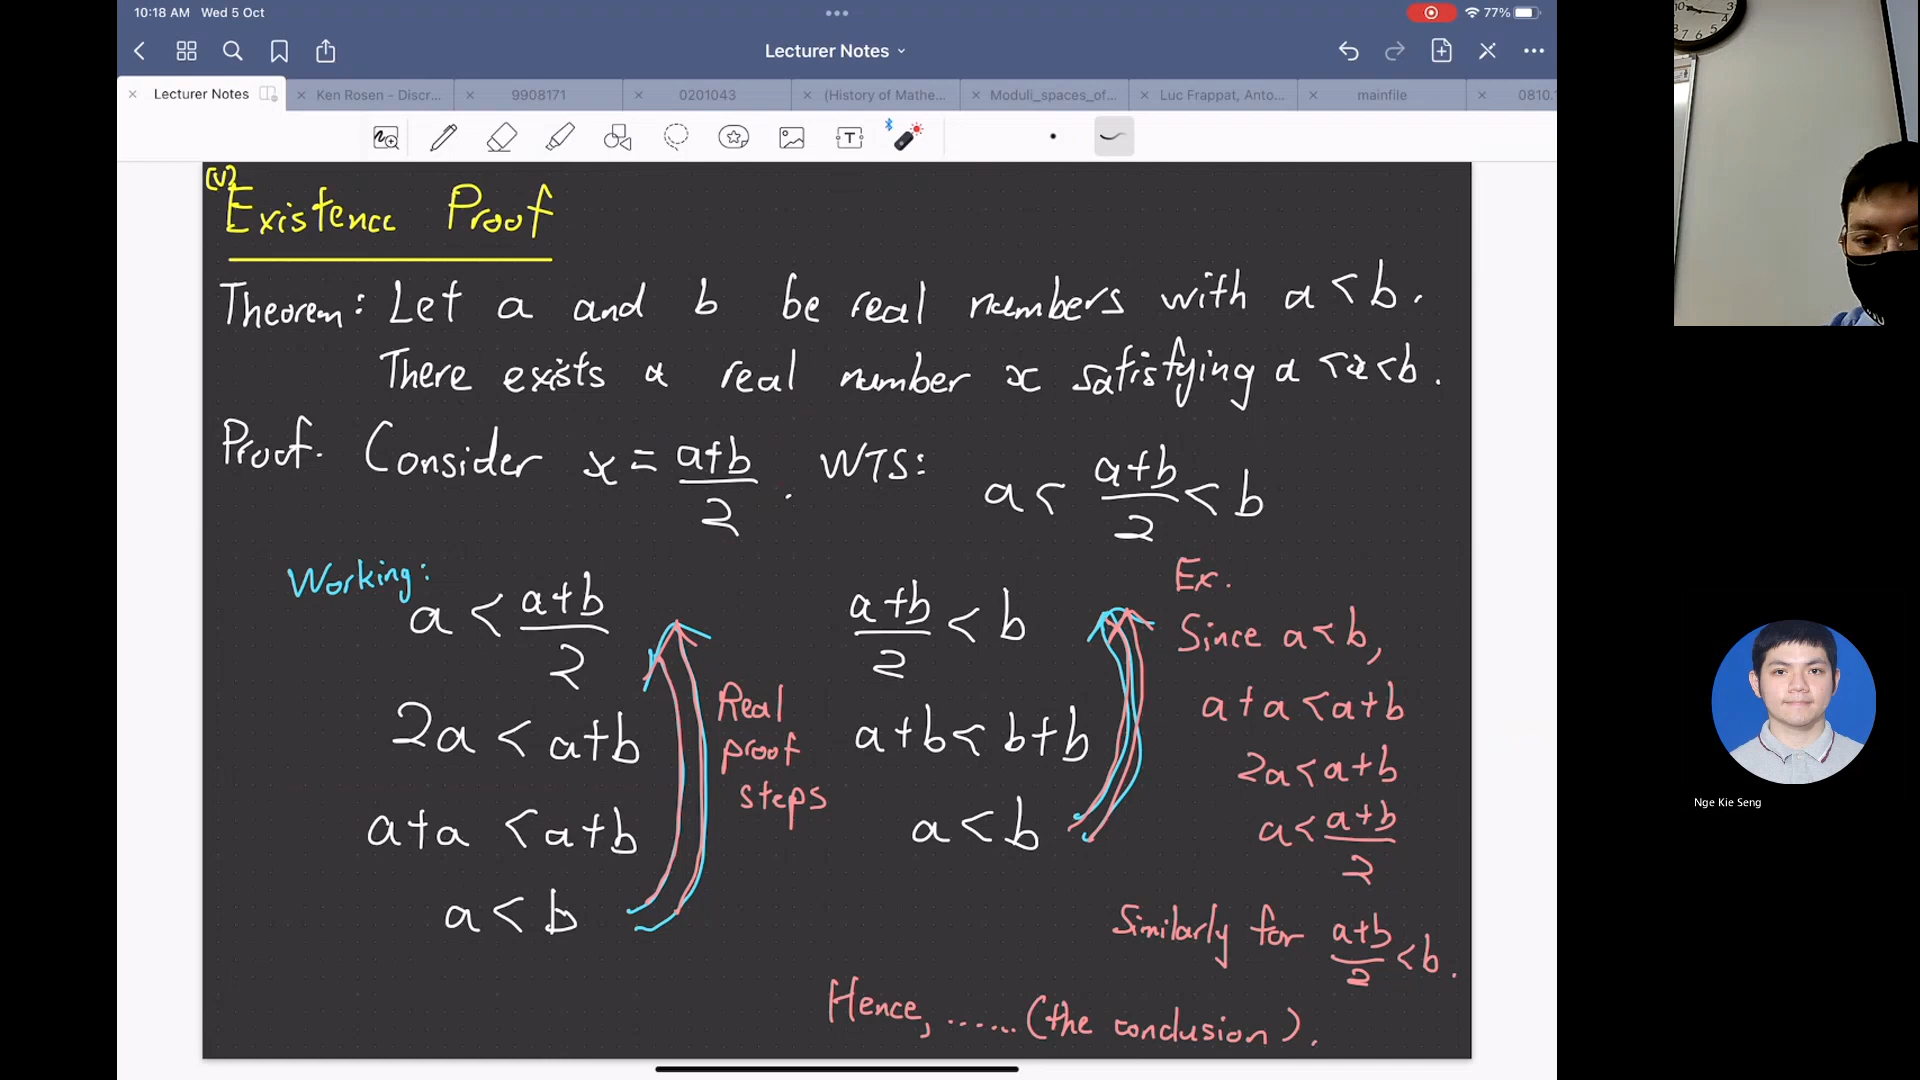 10:18 AM Wed 5 Oct
77%
Lecturer Notes
Lecturer Notes
Ken Rosen - Discr...
9908171
0201043
(History of Mathe...
Moduli_spaces_of...
Luc Frappat, Anto...
mainfile
0810.1
(v)
Existence Proof
Theorem: Let a and b be real numbers with a < b.
There exists a real number x satisfying a < x < b.
Proof. Consider x = (a+b)/2. WTS: a < (a+b)/2 < b
Working:
a < (a+b)/2
2a < a+b
a+a < a+b
a < b
Real
proof
steps
(a+b)/2 < b
a+b < b+b
a < b
Ex.
Since a < b,
a+a < a+b
2a < a+b
a < (a+b)/2
Similarly for (a+b)/2 < b.
Hence, ...... (the conclusion).
Nge Kie Seng